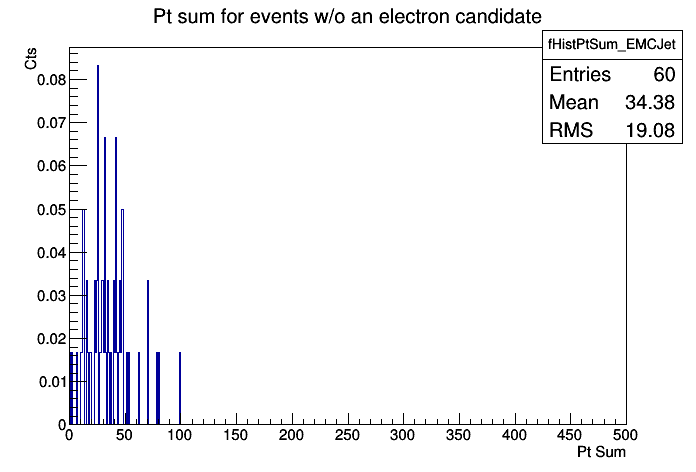 Pt sum for events w/o an electron candidate
fHistPtSum_EMCJet
Entries 60
Mean 34.38
RMS 19.08
Cts
0.08
0.07
0.06
0.05
0.04
0.03
0.02
0.01
0
0 50 100 150 200 250 300 350 400 450 500
Pt Sum